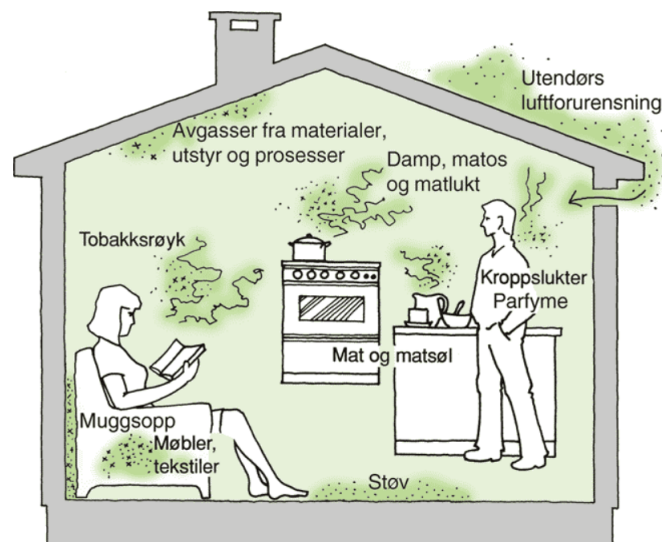 Utendørs
luftforurensning
Avgasser fra materialer,
utstyr og prosesser
Damp, matos
og matlukt
Tobakksrøyk
Kroppslukter
Parfyme
Mat og matsøl
Muggsopp
Møbler,
tekstiler
Støv